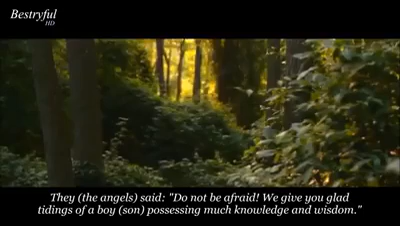 Bestryful
HD
They (the angels) said: "Do not be afraid! We give you glad
tidings of a boy (son) possessing much knowledge and wisdom."